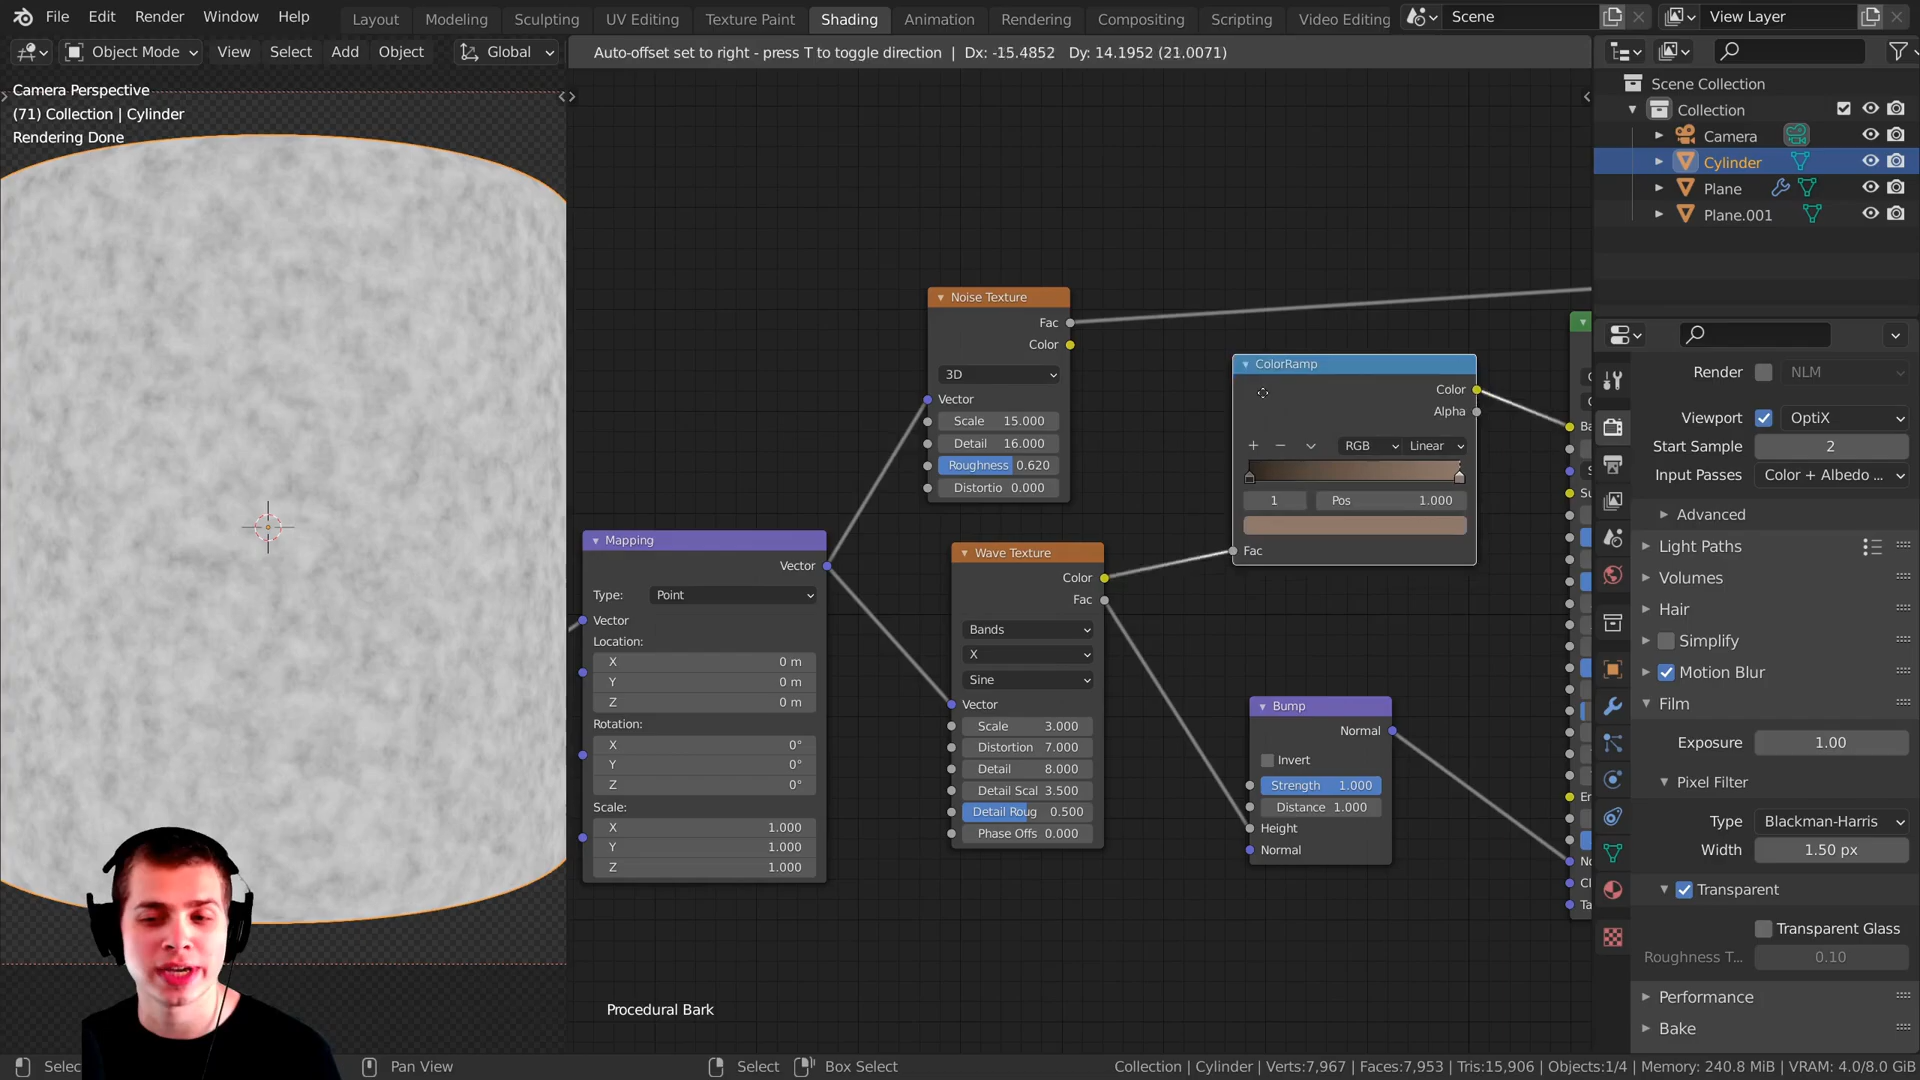 File Edit Render Window Help Layout Modeling Sculpting UV Editing Texture Paint Shading Animation Rendering Compositing Scripting Video Editing Scene View Layer
Object Mode View Select Add Object Global Auto-offset set to right - press T to toggle direction | Dx: -15.4852 Dy: 14.1952 (21.0071)
Camera Perspective
(71) Collection | Cylinder
Rendering Done
Scene Collection
Collection
Camera
Cylinder
Plane
Plane.001
Noise Texture
Fac
Color
3D
Vector
Scale 15.000
Detail 16.000
Roughness 0.620
Distortio 0.000
ColorRamp
Color
Alpha
RGB Linear
1 Pos 1.000
Fac
Mapping
Vector
Type: Point
Vector
Location:
X 0 m
Y 0 m
Z 0 m
Rotation:
X 0°
Y 0°
Z 0°
Scale:
X 1.000
Y 1.000
Z 1.000
Wave Texture
Color
Fac
Bands
X
Sine
Vector
Scale 3.000
Distortion 7.000
Detail 8.000
Detail Scal 3.500
Detail Roug 0.500
Phase Offs 0.000
Bump
Normal
Invert
Strength 1.000
Distance 1.000
Height
Normal
Render NLM
Viewport OptiX
Start Sample 2
Input Passes Color + Albedo ...
Advanced
Light Paths
Volumes
Hair
Simplify
Motion Blur
Film
Exposure 1.00
Pixel Filter
Type Blackman-Harris
Width 1.50 px
Transparent
Transparent Glass
Roughness T... 0.10
Performance
Bake
Procedural Bark
Selec Pan View Select Box Select Collection | Cylinder | Verts:7,967 | Faces:7,953 | Tris:15,906 | Objects:1/4 | Memory: 240.8 MiB | VRAM: 4.0/8.0 GiB